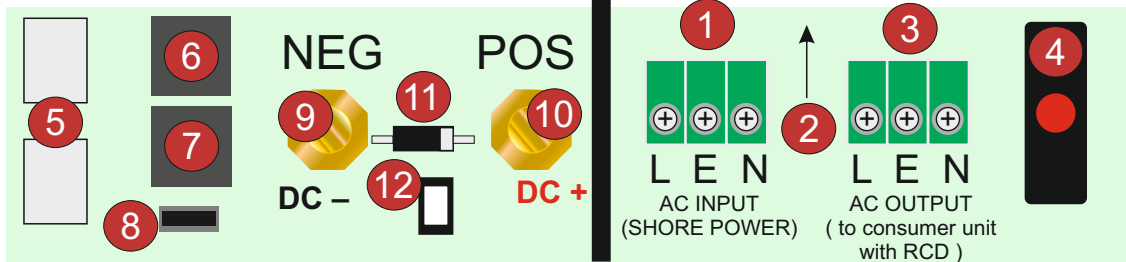 1
3
4
6
NEG
POS
11
5
9
10
2
7
12
L E N
L E N
DC –
DC +
8
AC INPUT
(SHORE POWER)
AC OUTPUT
( to consumer unit
with RCD )